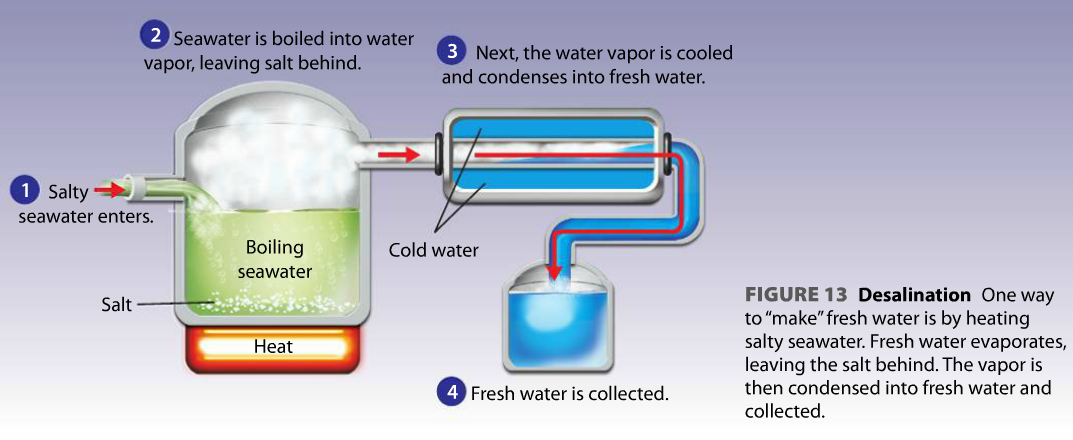 2 Seawater is boiled into water
vapor, leaving salt behind.
3 Next, the water vapor is cooled
and condenses into fresh water.
1 Salty
seawater enters.
Boiling
seawater
Cold water
Salt
Heat
4 Fresh water is collected.
FIGURE 13 Desalination One way
to “make” fresh water is by heating
salty seawater. Fresh water evaporates,
leaving the salt behind. The vapor is
then condensed into fresh water and
collected.